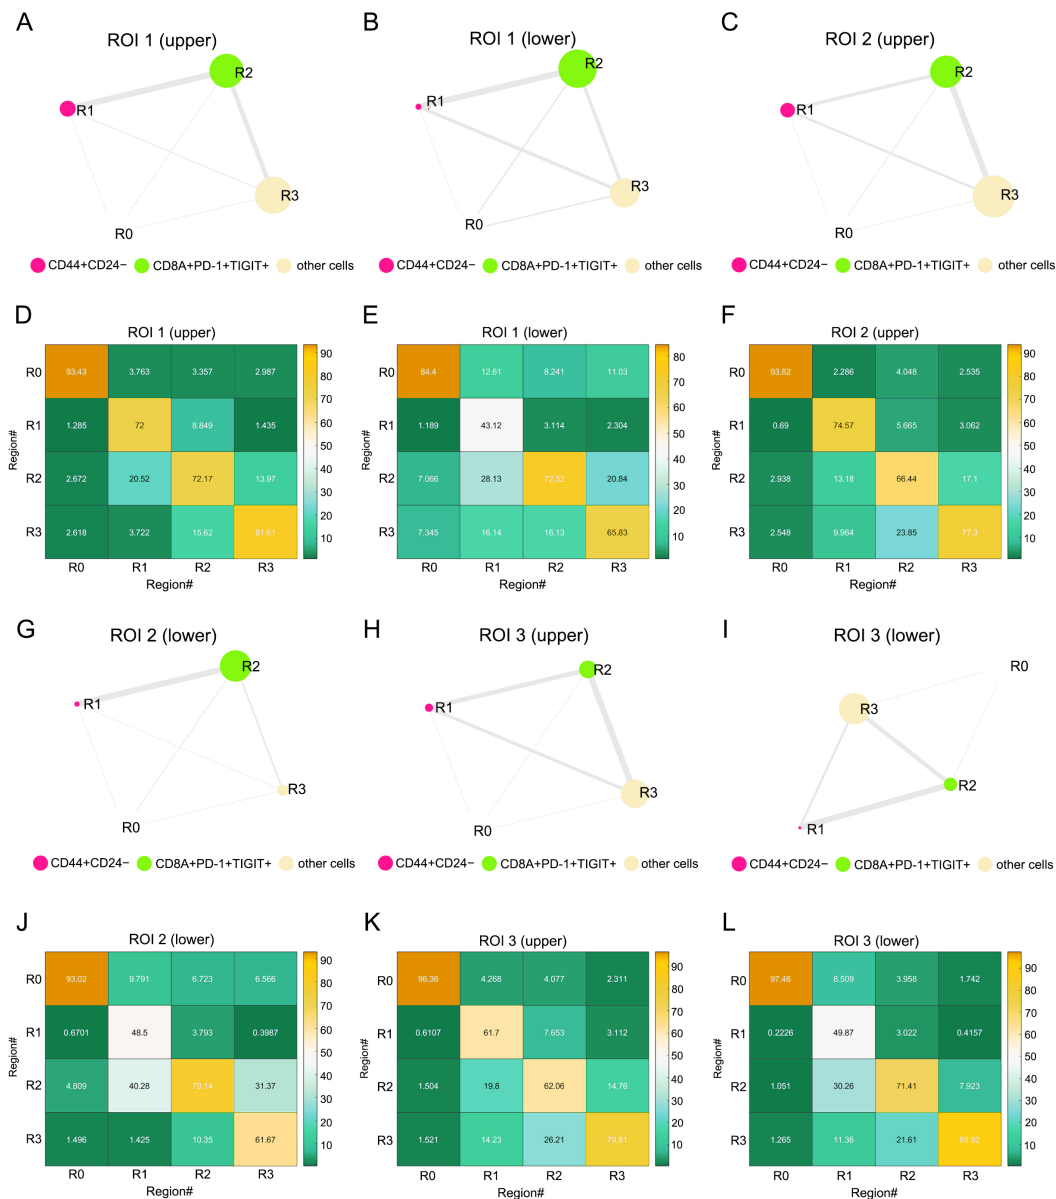 A
ROI 1 (upper)
R2
R1
R3
R0
CD44+CD24− CD8A+PD-1+TIGIT+ other cells
B
ROI 1 (lower)
R2
R1
R3
R0
CD44+CD24− CD8A+PD-1+TIGIT+ other cells
C
ROI 2 (upper)
R2
R1
R3
R0
CD44+CD24− CD8A+PD-1+TIGIT+ other cells
D
ROI 1 (upper)
R0 93.43 3.763 3.357 2.987
R1 1.285 72 8.849 1.435
R2 2.672 20.52 72.17 13.97
R3 2.618 3.722 15.62 81.61
R0 R1 R2 R3
Region#
Region#
90
80
70
60
50
40
30
20
10
E
ROI 1 (lower)
R0 84.4 12.61 8.241 11.03
R1 1.189 43.12 3.114 2.304
R2 7.066 28.13 72.52 20.84
R3 7.345 16.14 16.13 65.83
R0 R1 R2 R3
Region#
Region#
80
70
60
50
40
30
20
10
F
ROI 2 (upper)
R0 93.82 2.286 4.048 2.535
R1 0.69 74.57 5.665 3.062
R2 2.938 13.18 66.44 17.1
R3 2.548 9.964 23.85 77.3
R0 R1 R2 R3
Region#
Region#
90
80
70
60
50
40
30
20
10
G
ROI 2 (lower)
R2
R1
R3
R0
CD44+CD24− CD8A+PD-1+TIGIT+ other cells
H
ROI 3 (upper)
R2
R1
R3
R0
CD44+CD24− CD8A+PD-1+TIGIT+ other cells
I
ROI 3 (lower)
R0
R3
R2
R1
CD44+CD24− CD8A+PD-1+TIGIT+ other cells
J
ROI 2 (lower)
R0 93.02 9.791 6.723 6.566
R1 0.6701 48.5 3.793 0.3987
R2 4.809 40.28 79.14 31.37
R3 1.496 1.425 10.35 61.67
R0 R1 R2 R3
Region#
Region#
90
80
70
60
50
40
30
20
10
K
ROI 3 (upper)
R0 96.36 4.268 4.077 2.311
R1 0.6107 61.7 7.653 3.112
R2 1.504 19.8 62.06 14.76
R3 1.521 14.23 26.21 79.81
R0 R1 R2 R3
Region#
Region#
90
80
70
60
50
40
30
20
10
L
ROI 3 (lower)
R0 97.46 8.509 3.958 1.742
R1 0.2226 49.87 3.022 0.4157
R2 1.051 30.26 71.41 7.923
R3 1.265 11.36 21.61 89.92
R0 R1 R2 R3
Region#
Region#
90
80
70
60
50
40
30
20
10